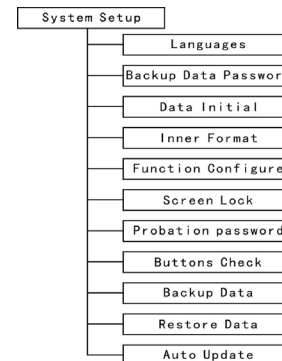 System Setup
Languages
Backup Data Passwor
Data Initial
Inner Format
Function Configure
Screen Lock
Probation password
Buttons Check
Backup Data
Restore Data
Auto Update